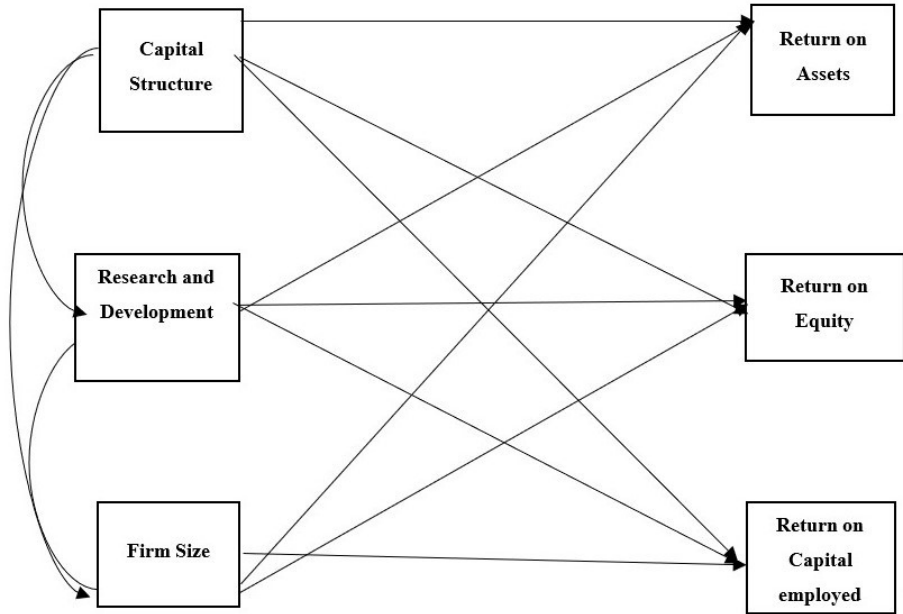 Capital
Structure
Return on
Assets
Research and
Development
Return on
Equity
Firm Size
Return on
Capital
employed